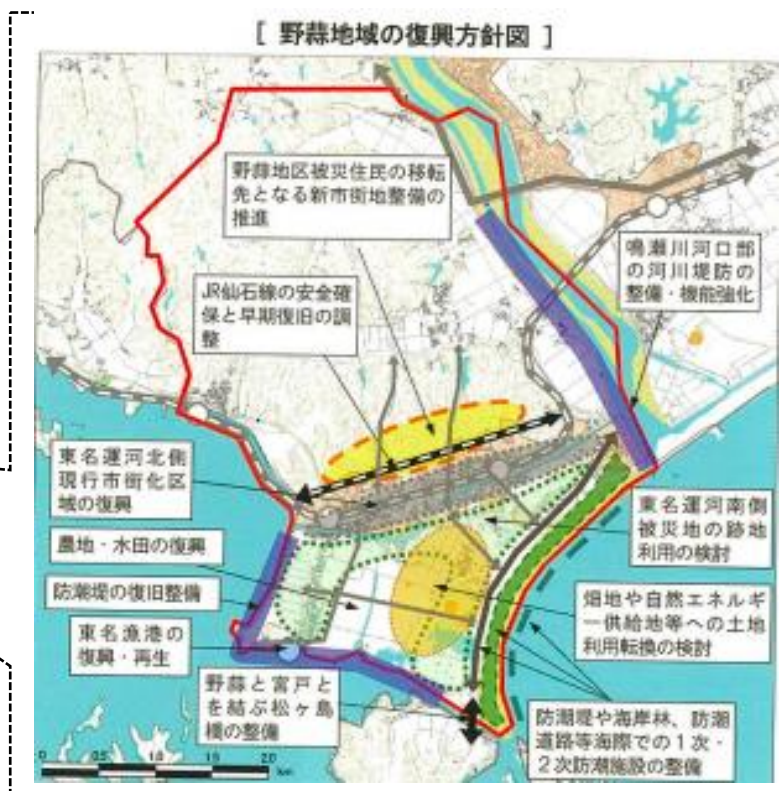 [ 野蒜地域の復興方針図 ]
野蒜地区被災住民の移転
先となる新市街地整備の
推進
鳴瀬川河口部
の河川堤防の
整備・機能強化
JR仙石線の安全確
保と早期復旧の調
整
東名運河北側
現行市街化区
域の復興
農地・水田の復興
防潮堤の復旧整備
東名漁港の
復興・再生
野蒜と宮戸と
を結ぶ松ヶ島
橋の整備
東名運河南側
被災地の跡地
利用の検討
畑地や自然エネルギ
ー供給地等への土地
利用転換の検討
防潮堤や海岸林、防潮
道路等海際での1次・
2次防潮施設の整備
0 0.5 1.0 1.5 2.0
km